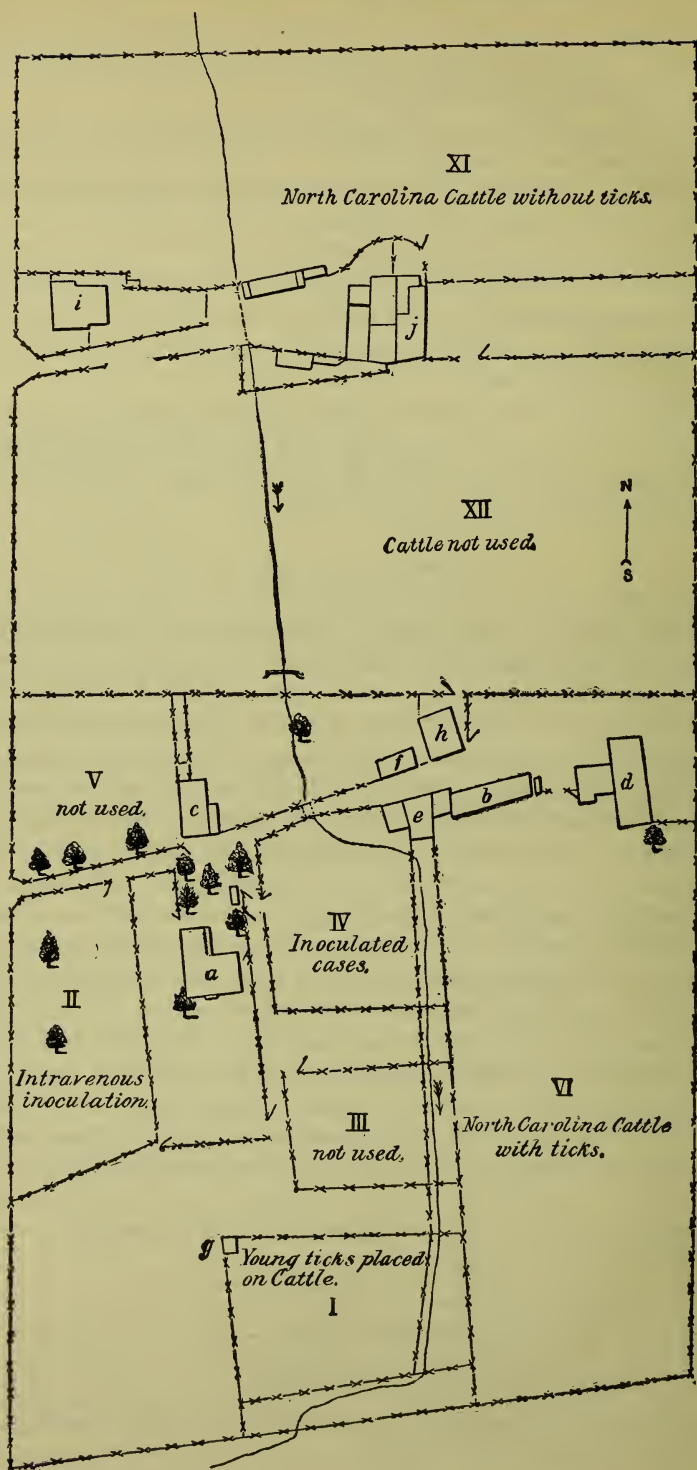 XI
North Carolina Cattle without ticks.
i
j
XII
Cattle not used.
N
S
h
f
V
not used.
c
b
d
e
IV
Inoculated
cases.
a
II
Intravenous
inoculation.
VI
North Carolina Cattle
with ticks.
III
not used.
g
Young ticks placed
on Cattle.
I